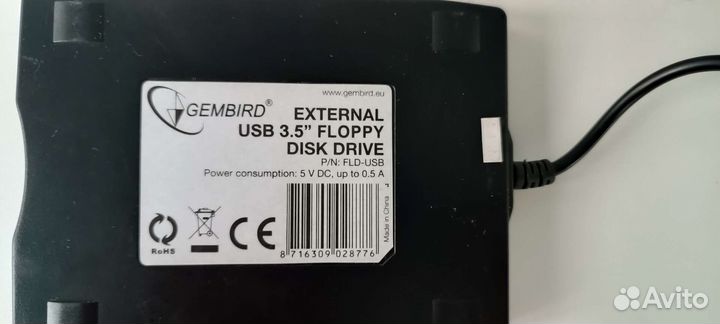 www.gembird.eu
GEMBIRD®
EXTERNAL
USB 3.5" FLOPPY
DISK DRIVE
P/N: FLD-USB
Power consumption: 5 V DC, up to 0.5 A
Made in China
RoHS
CE
8 716309 028776
Avito